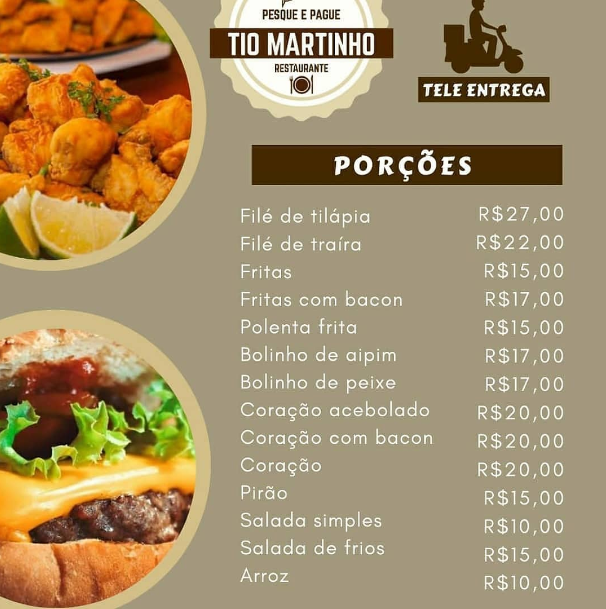 PESQUE E PAGUE
TIO MARTINHO
RESTAURANTE
TELE ENTREGA
PORÇÕES
Filé de tilápia R$27,00
Filé de traíra R$22,00
Fritas R$15,00
Fritas com bacon R$17,00
Polenta frita R$15,00
Bolinho de aipim R$17,00
Bolinho de peixe R$17,00
Coração acebolado R$20,00
Coração com bacon R$20,00
Coração R$20,00
Pirão R$15,00
Salada simples R$10,00
Salada de frios R$15,00
Arroz R$10,00